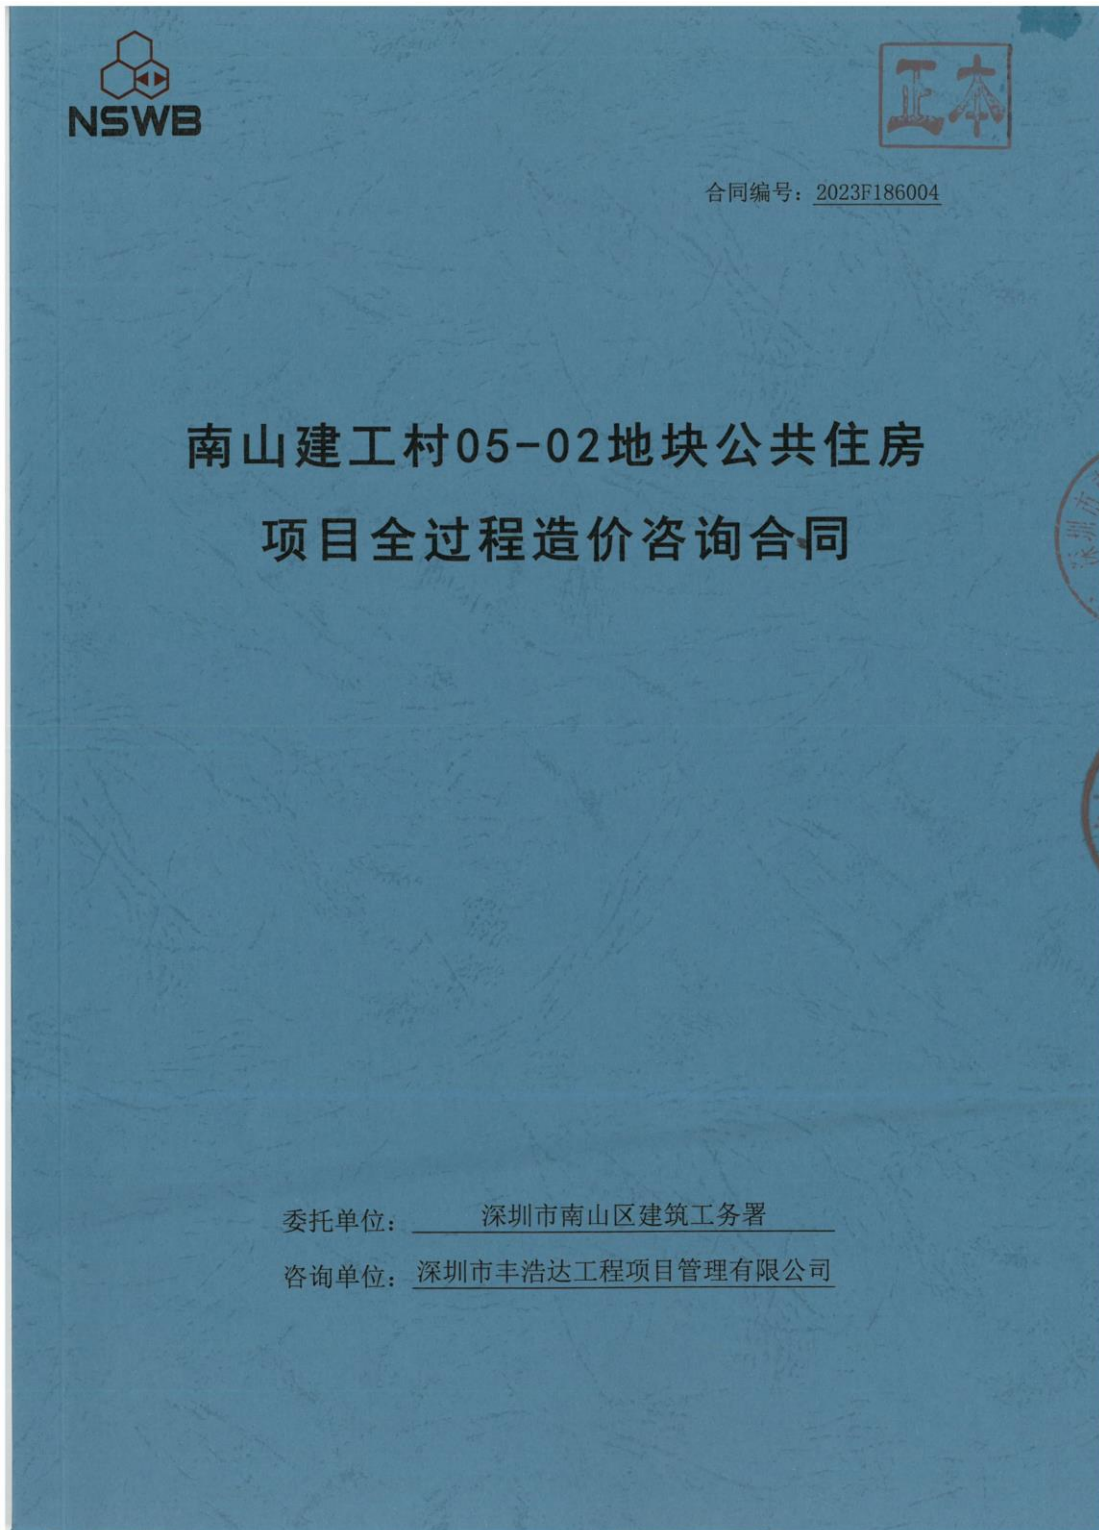 NSWB
正本
合同编号：2023F186004
南山建工村05-02地块公共住房
项目全过程造价咨询合同
深圳市
委托单位：深圳市南山区建筑工务署
咨询单位：深圳市丰浩达工程项目管理有限公司